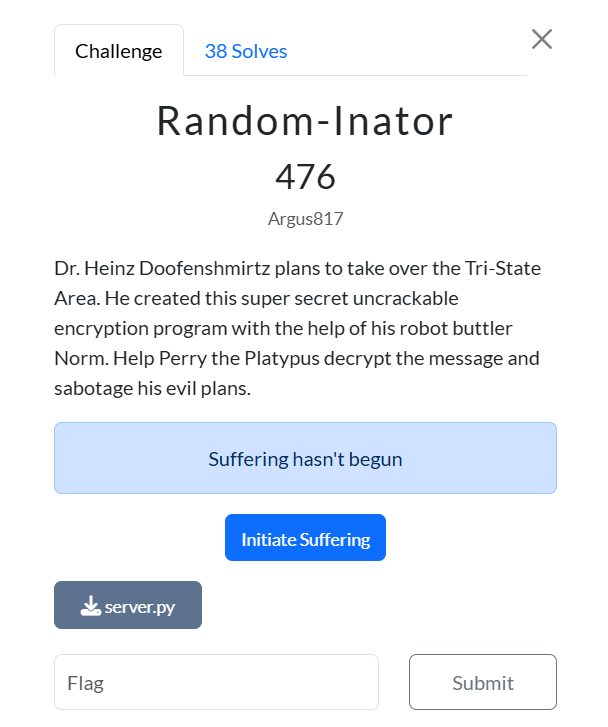 Challenge
38 Solves
Random-Inator
476
Argus817
Dr. Heinz Doofenshmirtz plans to take over the Tri-State
Area. He created this super secret uncrackable
encryption program with the help of his robot buttler
Norm. Help Perry the Platypus decrypt the message and
sabotage his evil plans.
Suffering hasn't begun
Initiate Suffering
server.py
Flag
Submit